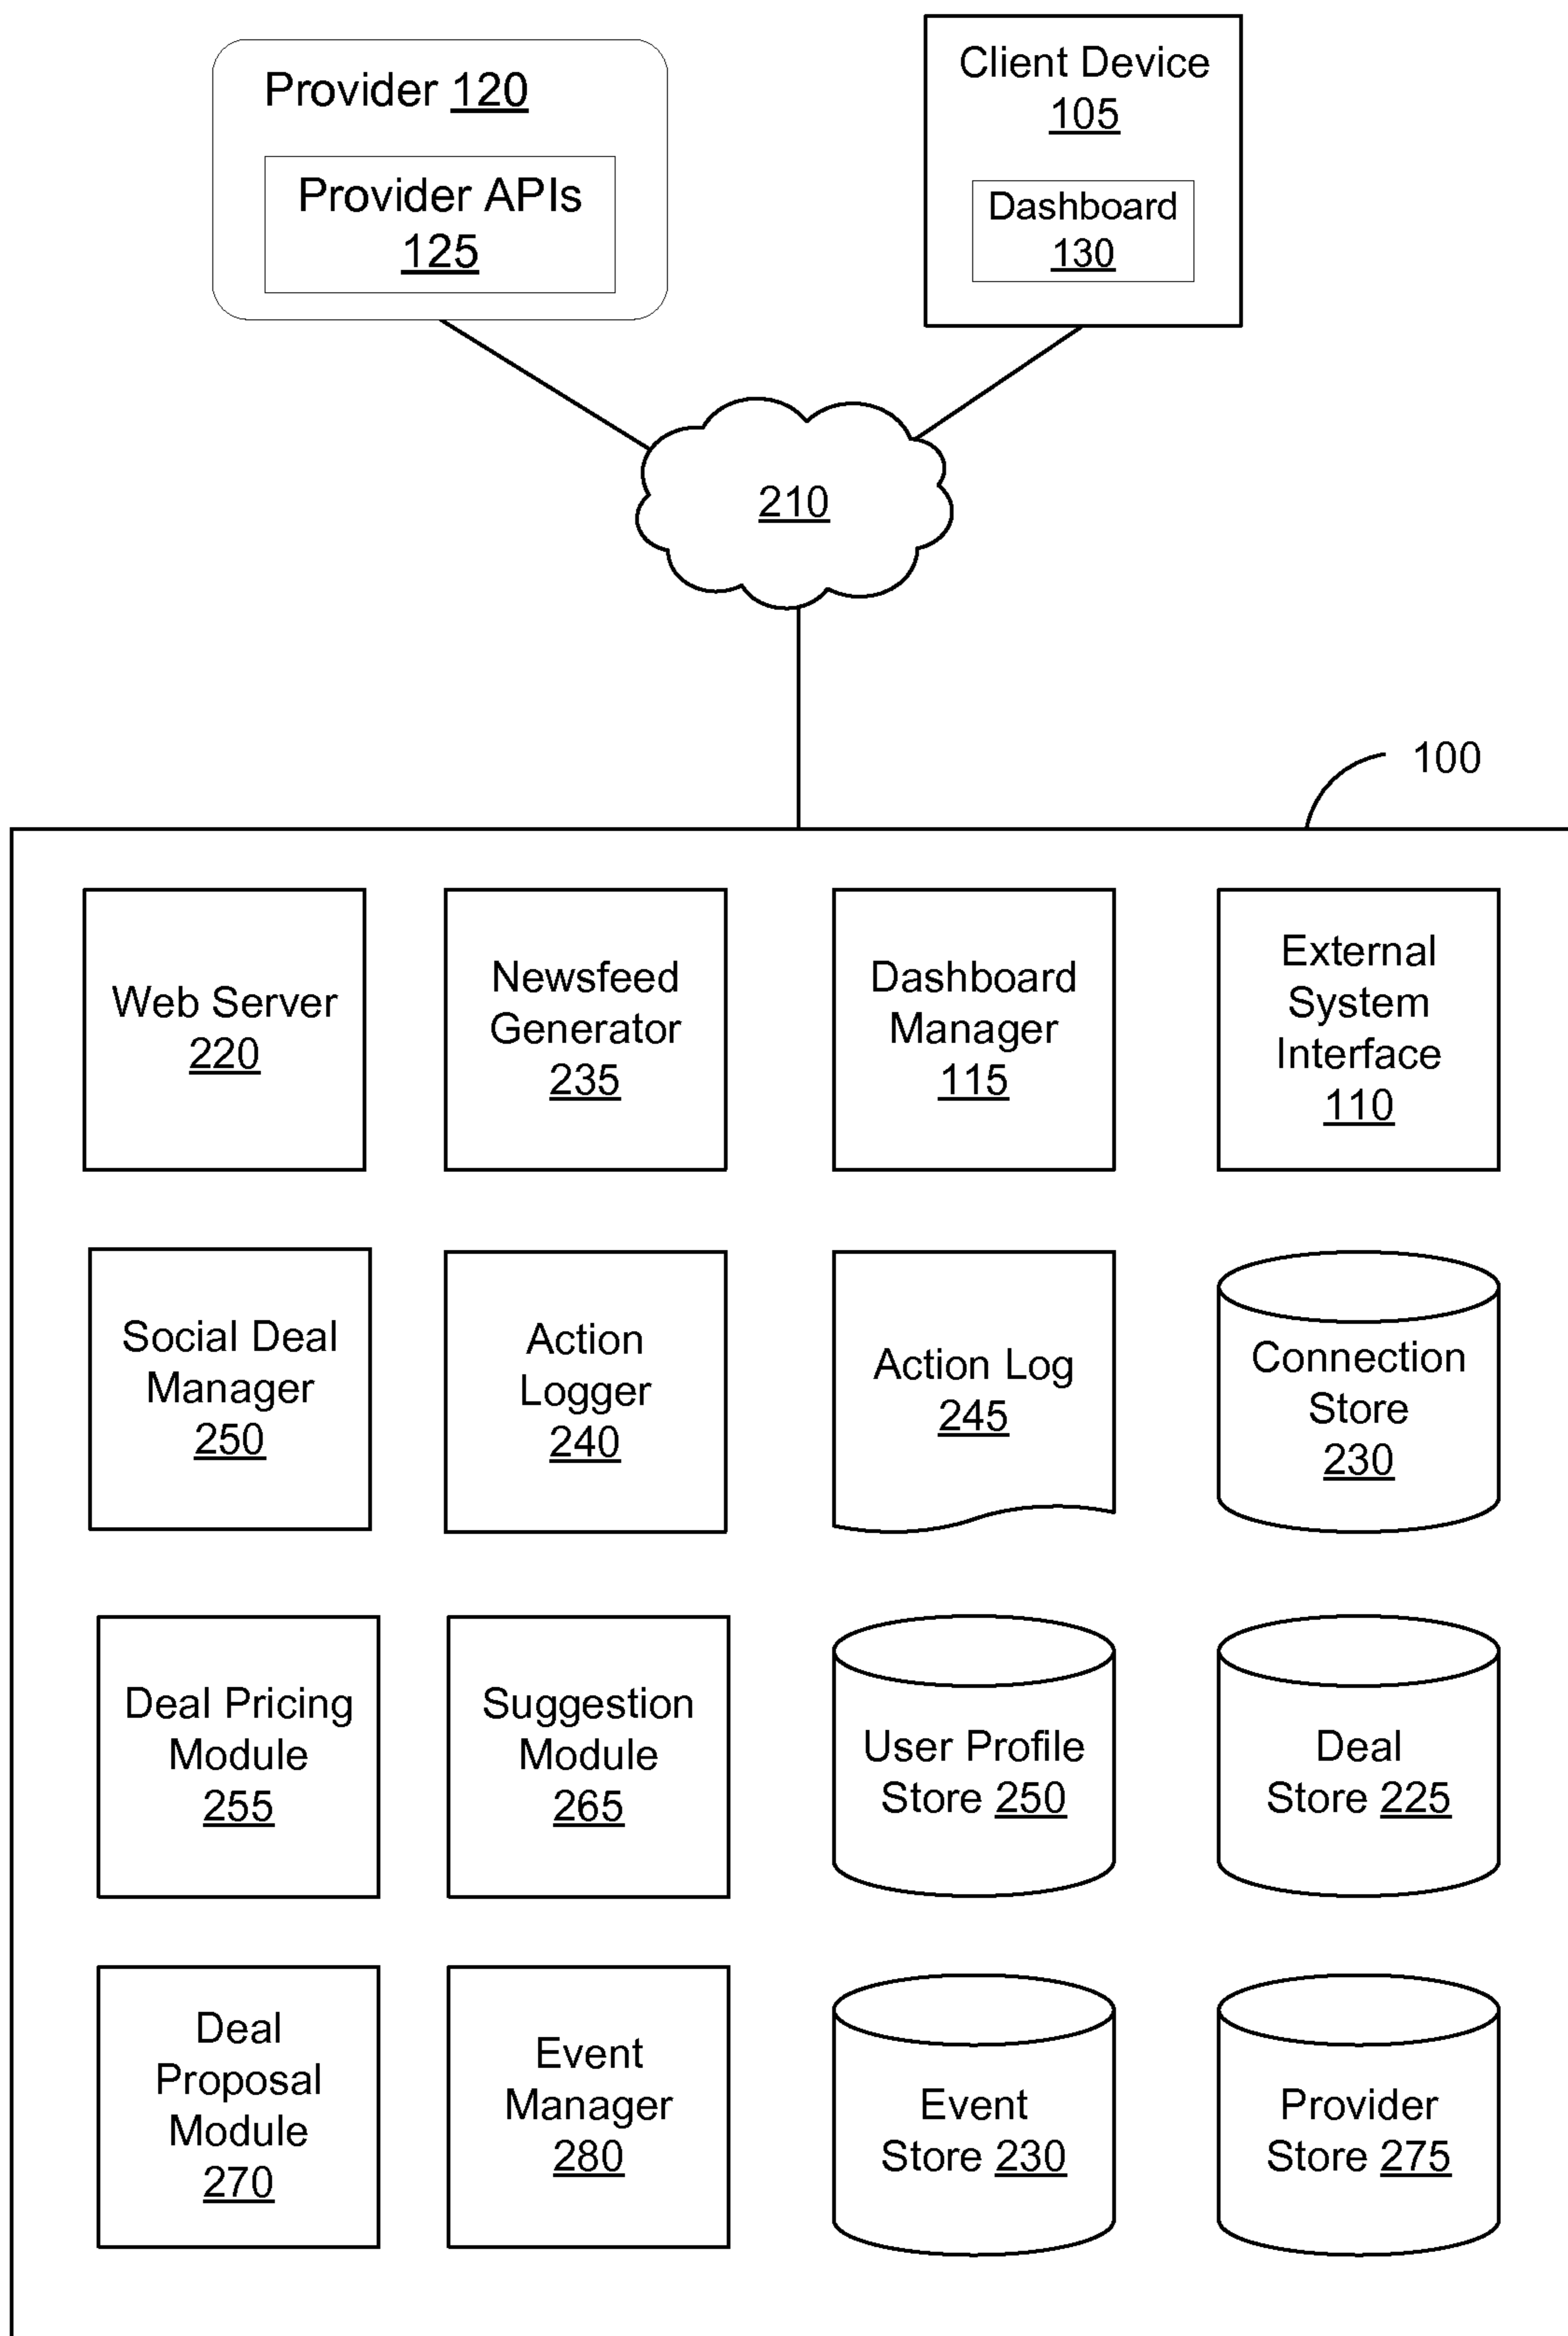 Provider 120
Provider APIs
125
Client Device
105
Dashboard
130
210
100
Web Server
220
Newsfeed
Generator
235
Dashboard
Manager
115
External
System
Interface
110
Social Deal
Manager
250
Action
Logger
240
Action Log
245
Connection
Store
230
Deal Pricing
Module
255
Suggestion
Module
265
User Profile
Store 250
Deal
Store 225
Deal
Proposal
Module
270
Event
Manager
280
Event
Store 230
Provider
Store 275